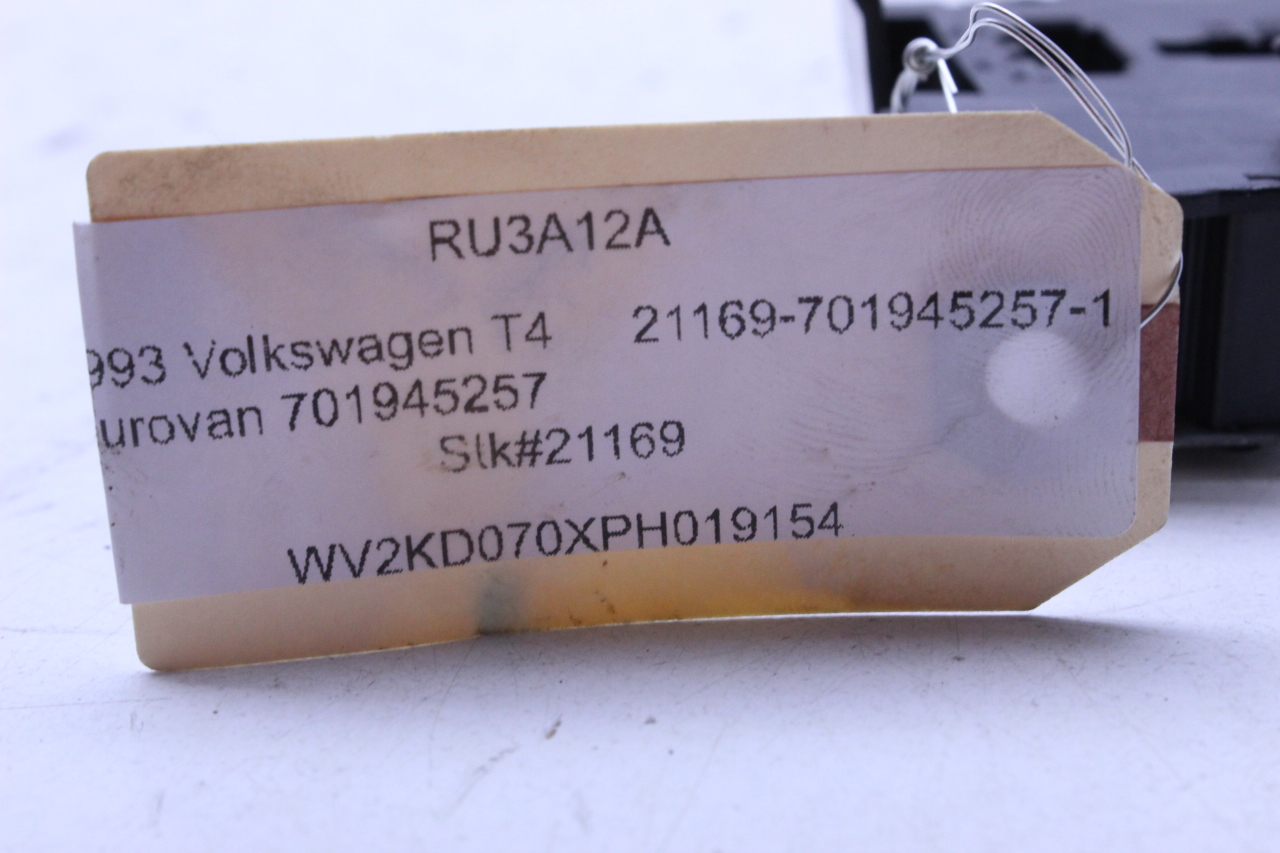 RU3A12A
993 Volkswagen T4 21169-701945257-1
urovan 701945257
Stk#21169
WV2KD070XPH019154